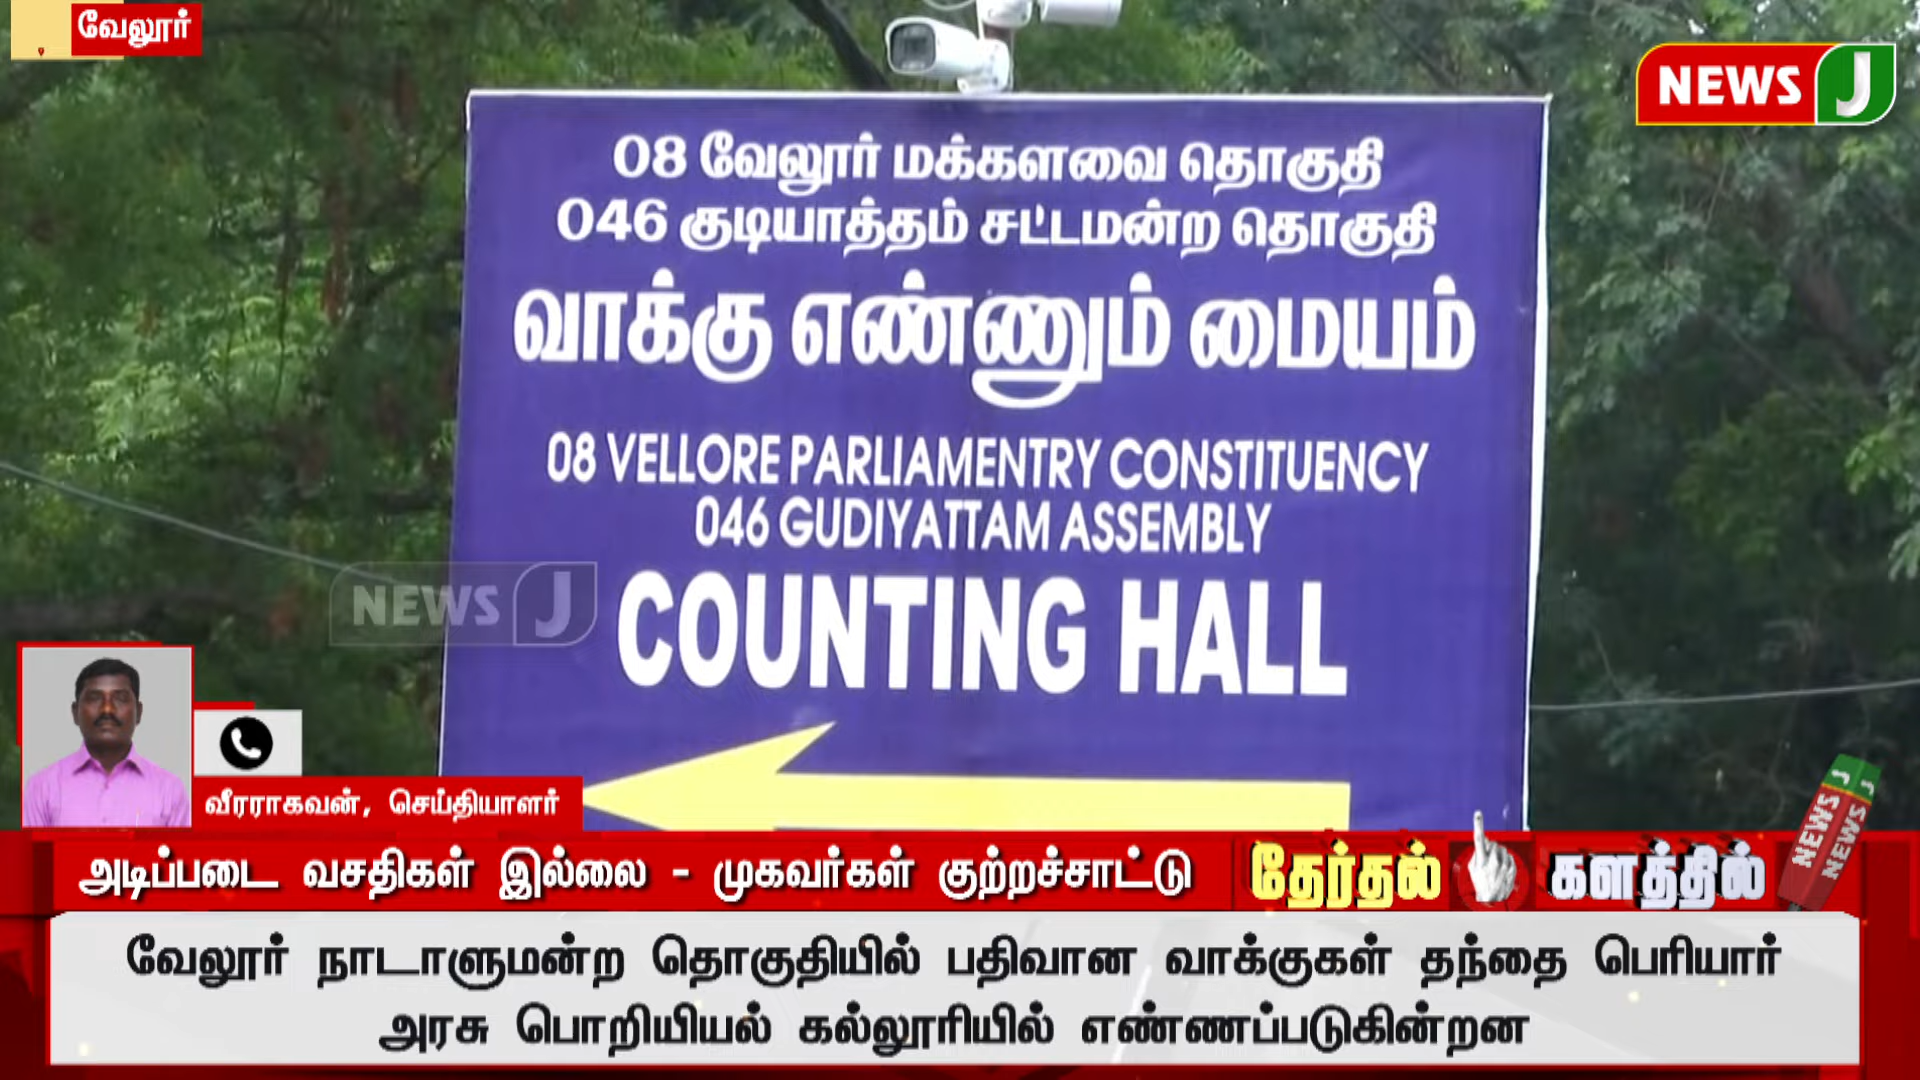 வேலூர்
NEWS J
08 வேலூர் மக்களவை தொகுதி
046 குடியாத்தம் சட்டமன்ற தொகுதி
வாக்கு எண்ணும் மையம்
08 VELLORE PARLIAMENTRY CONSTITUENCY
046 GUDIYATTAM ASSEMBLY
NEWS J
COUNTING HALL
வீரராகவன், செய்தியாளர்
அடிப்படை வசதிகள் இல்லை - முகவர்கள் குற்றச்சாட்டு
தேர்தல் களத்தில்
NEWS J
NEWS J
வேலூர் நாடாளுமன்ற தொகுதியில் பதிவான வாக்குகள் தந்தை பெரியார்
அரசு பொறியியல் கல்லூரியில் எண்ணப்படுகின்றன